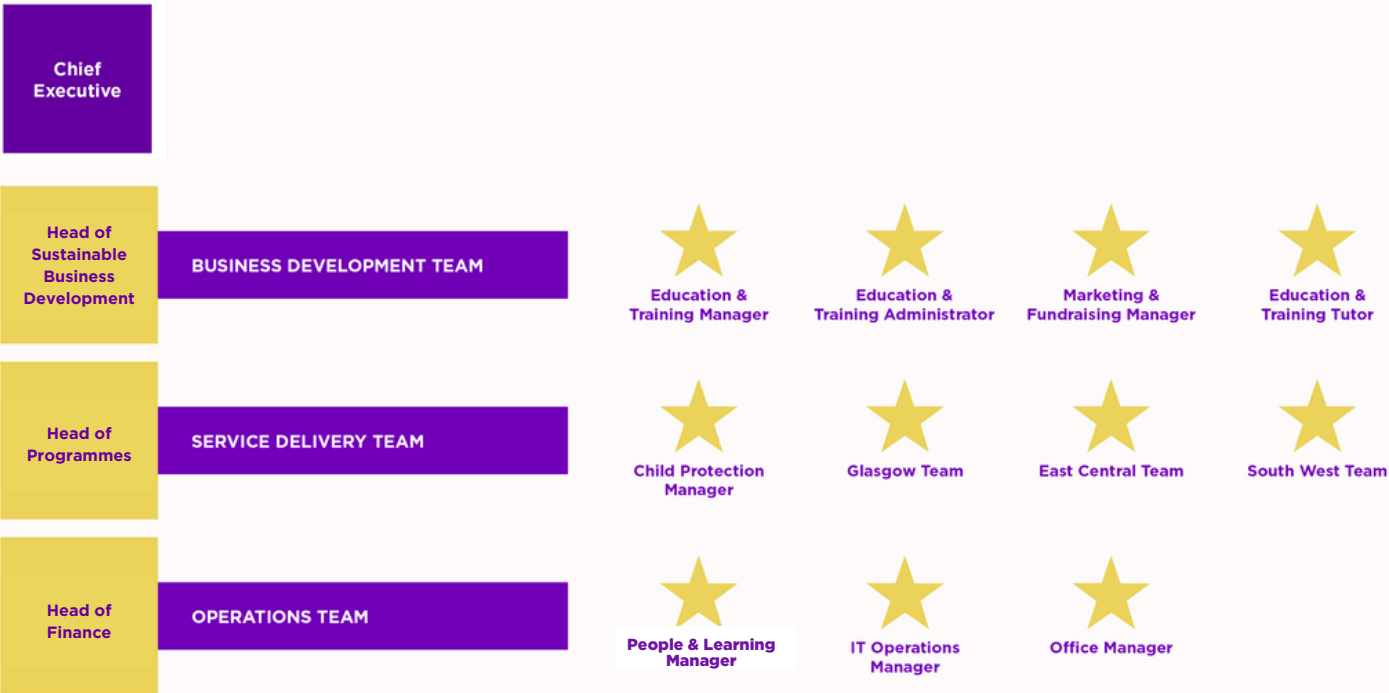 Chief
Executive
Head of
Sustainable
Business
Development
BUSINESS DEVELOPMENT TEAM
Education &
Training Manager
Education &
Training Administrator
Marketing &
Fundraising Manager
Education &
Training Tutor
Head of
Programmes
SERVICE DELIVERY TEAM
Child Protection
Manager
Glasgow Team
East Central Team
South West Team
Head of
Finance
OPERATIONS TEAM
People & Learning
Manager
IT Operations
Manager
Office Manager